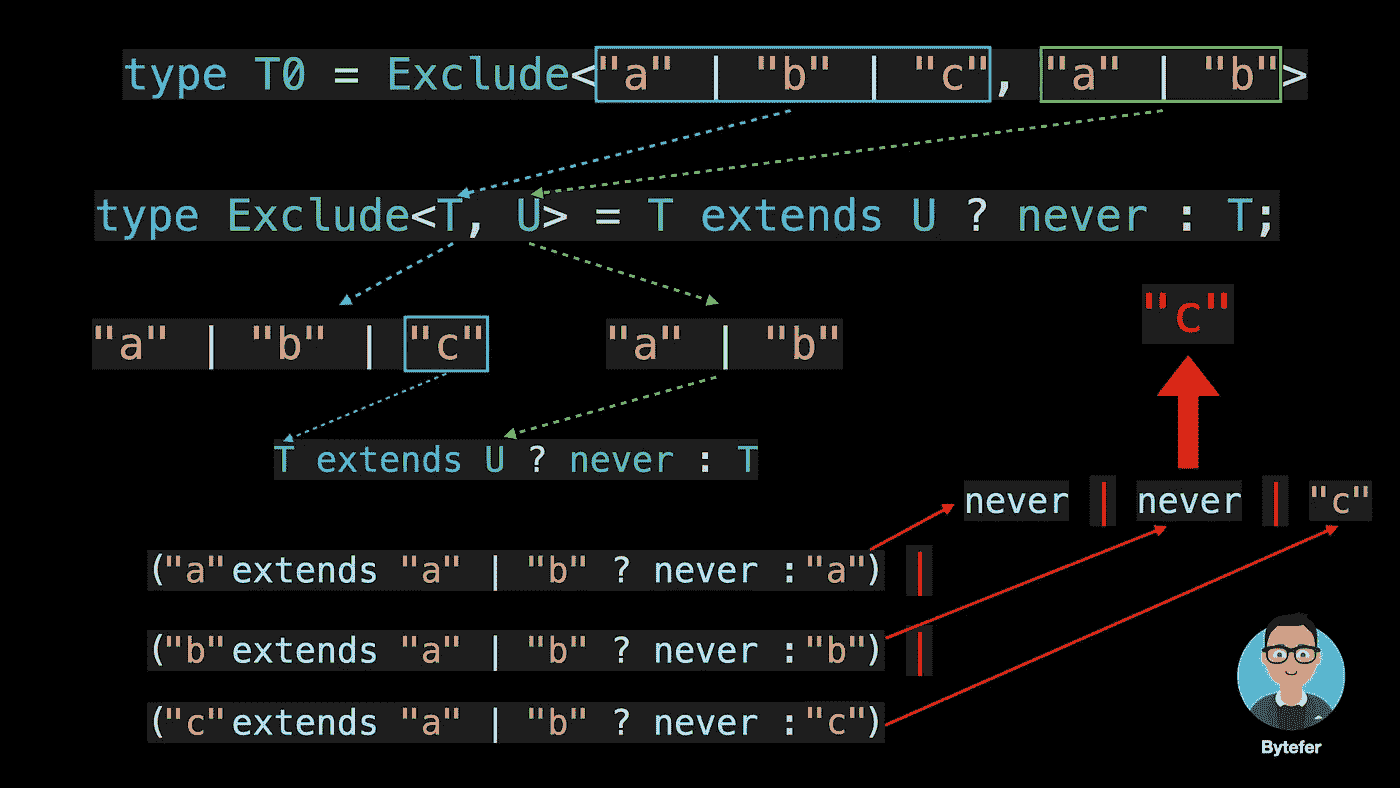 type T0 = Exclude<"a" | "b" | "c", "a" | "b">
type Exclude<T, U> = T extends U ? never : T;
"c"
"a" | "b" | "c" "a" | "b"
T extends U ? never : T
never | never | "c"
("a"extends "a" | "b" ? never :"a") |
("b"extends "a" | "b" ? never :"b") |
("c"extends "a" | "b" ? never :"c")
Bytefer